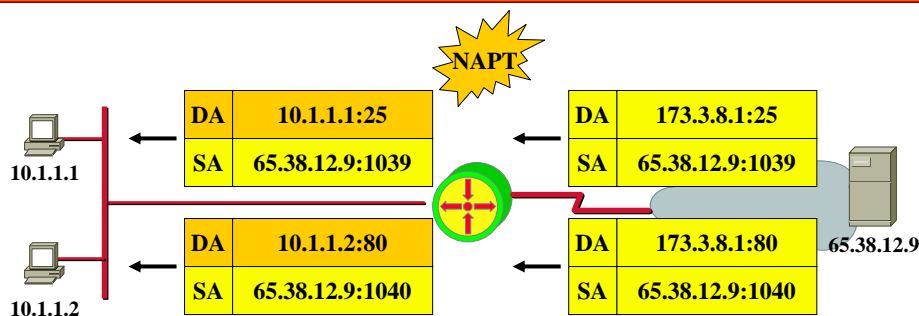 NAPT
DA 10.1.1.1:25
SA 65.38.12.9:1039
DA 173.3.8.1:25
SA 65.38.12.9:1039
10.1.1.1
DA 10.1.1.2:80
SA 65.38.12.9:1040
DA 173.3.8.1:80
SA 65.38.12.9:1040
65.38.12.9
10.1.1.2